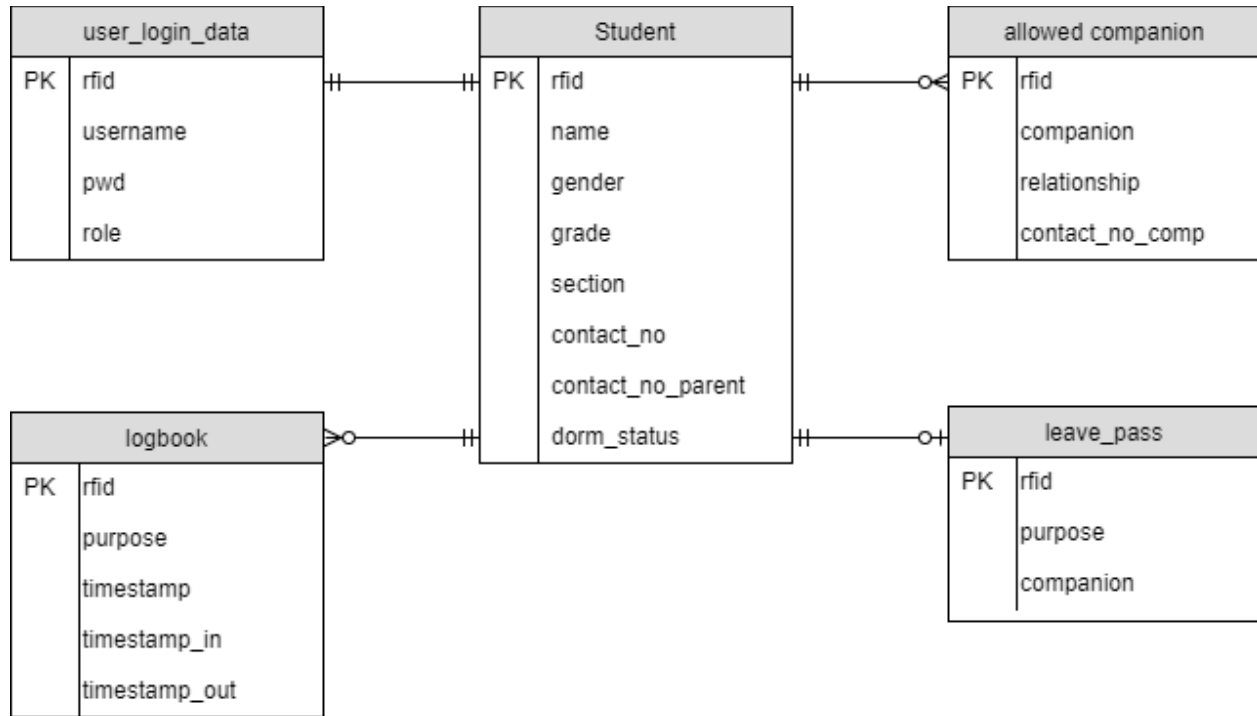 user_login_data
PK rfid
username
pwd
role
Student
PK rfid
name
gender
grade
section
contact_no
contact_no_parent
dorm_status
allowed companion
PK rfid
companion
relationship
contact_no_comp
logbook
PK rfid
purpose
timestamp
timestamp_in
timestamp_out
leave_pass
PK rfid
purpose
companion